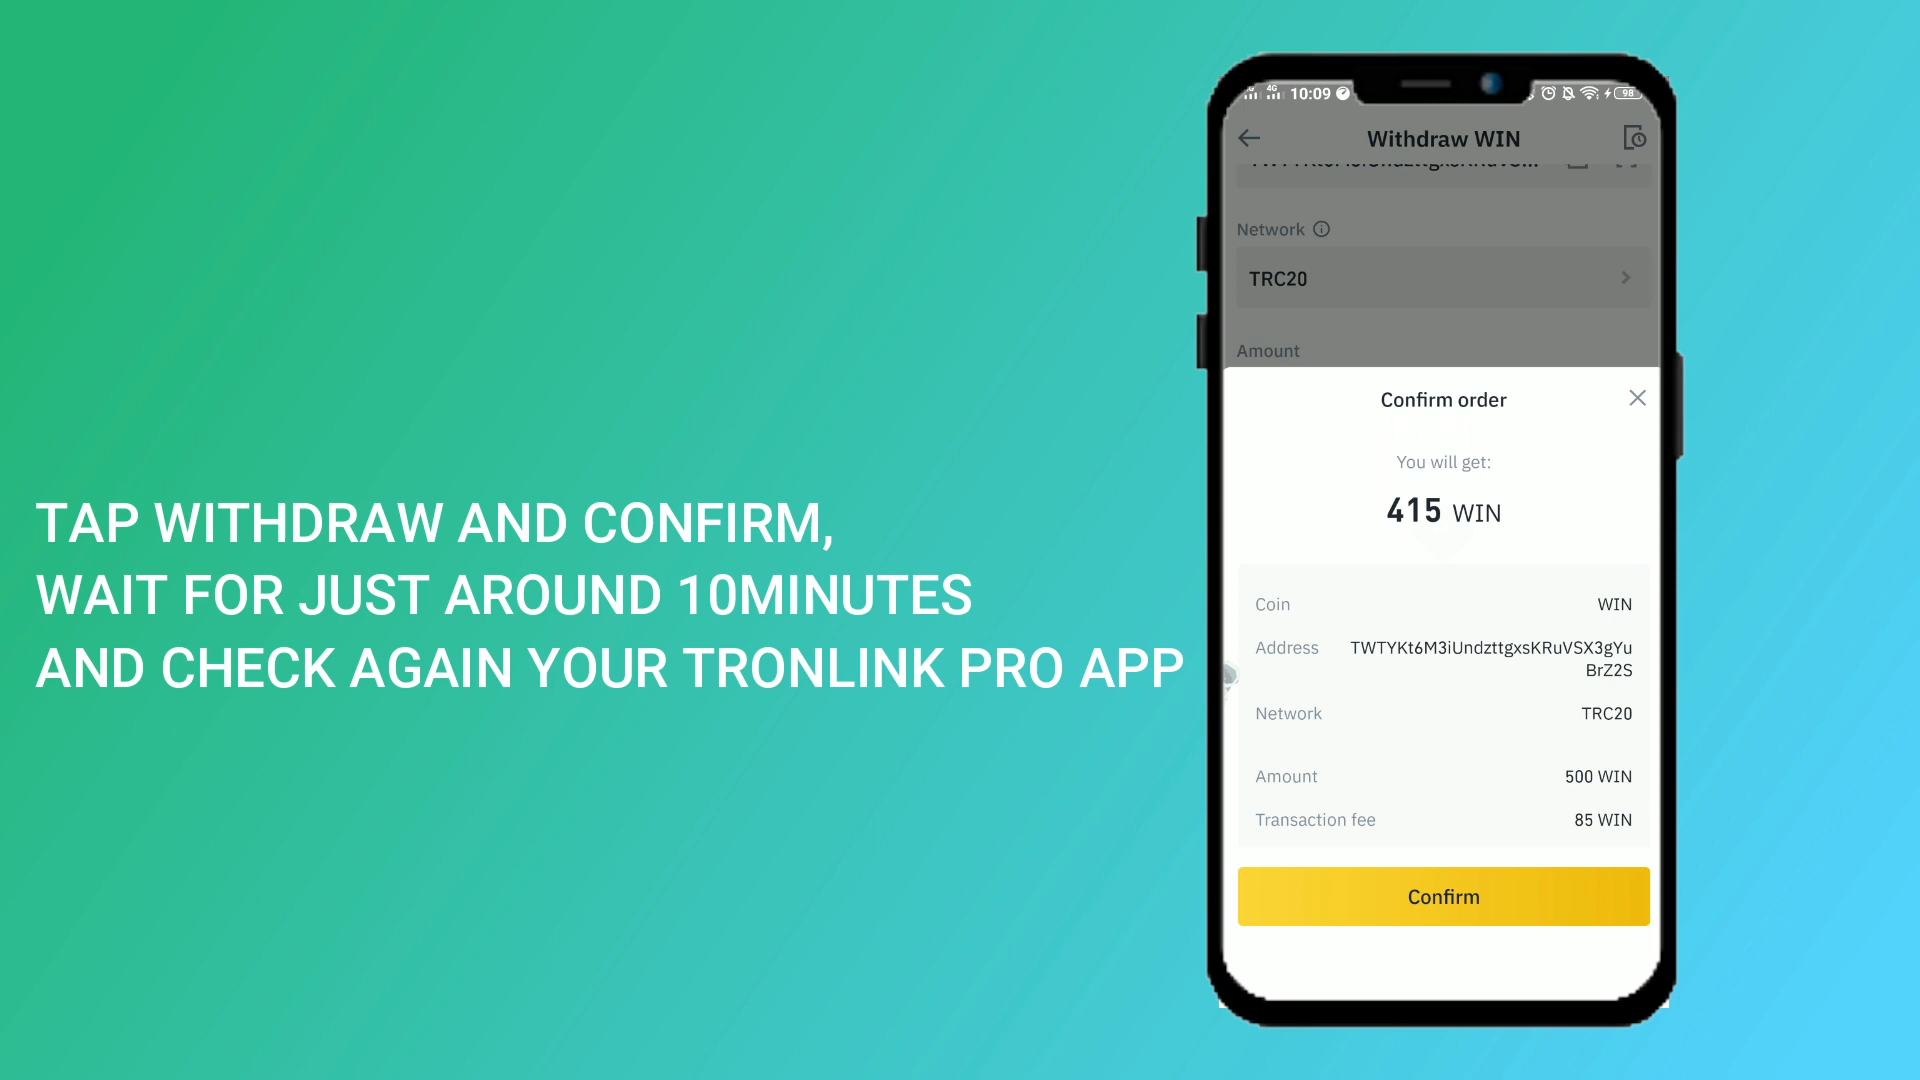 TAP WITHDRAW AND CONFIRM,
WAIT FOR JUST AROUND 10MINUTES
AND CHECK AGAIN YOUR TRONLINK PRO APP
4G 10:09 98
Withdraw WIN
Network
TRC20
Amount
Confirm order
You will get:
415 WIN
Coin WIN
Address TWTYKt6M3iUndzttgxsKRuVSX3gYu
BrZ2S
Network TRC20
Amount 500 WIN
Transaction fee 85 WIN
Confirm